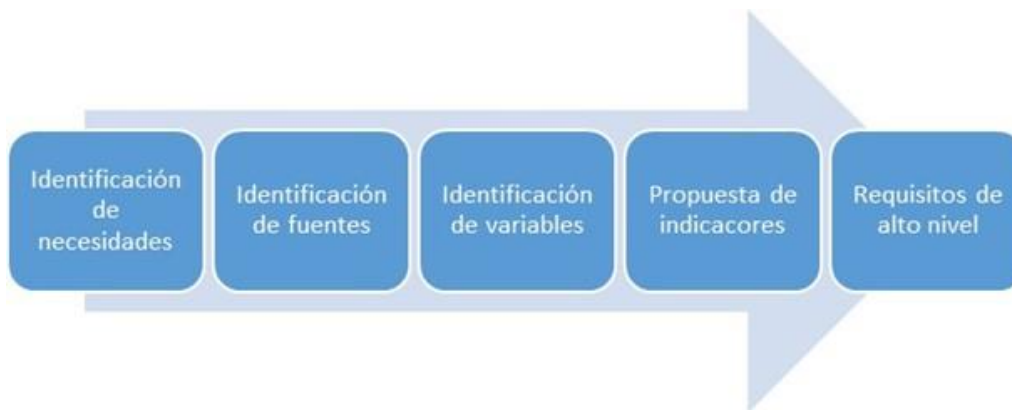 Identificación
de
necesidades
Identificación
de fuentes
Identificación
de variables
Propuesta de
indicacores
Requisitos de
alto nivel